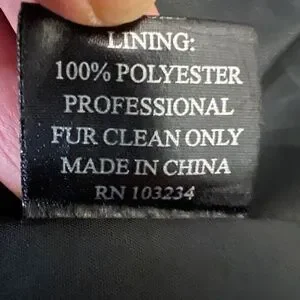 LINING:
100% POLYESTER
PROFESSIONAL
FUR CLEAN ONLY
MADE IN CHINA
RN 103234